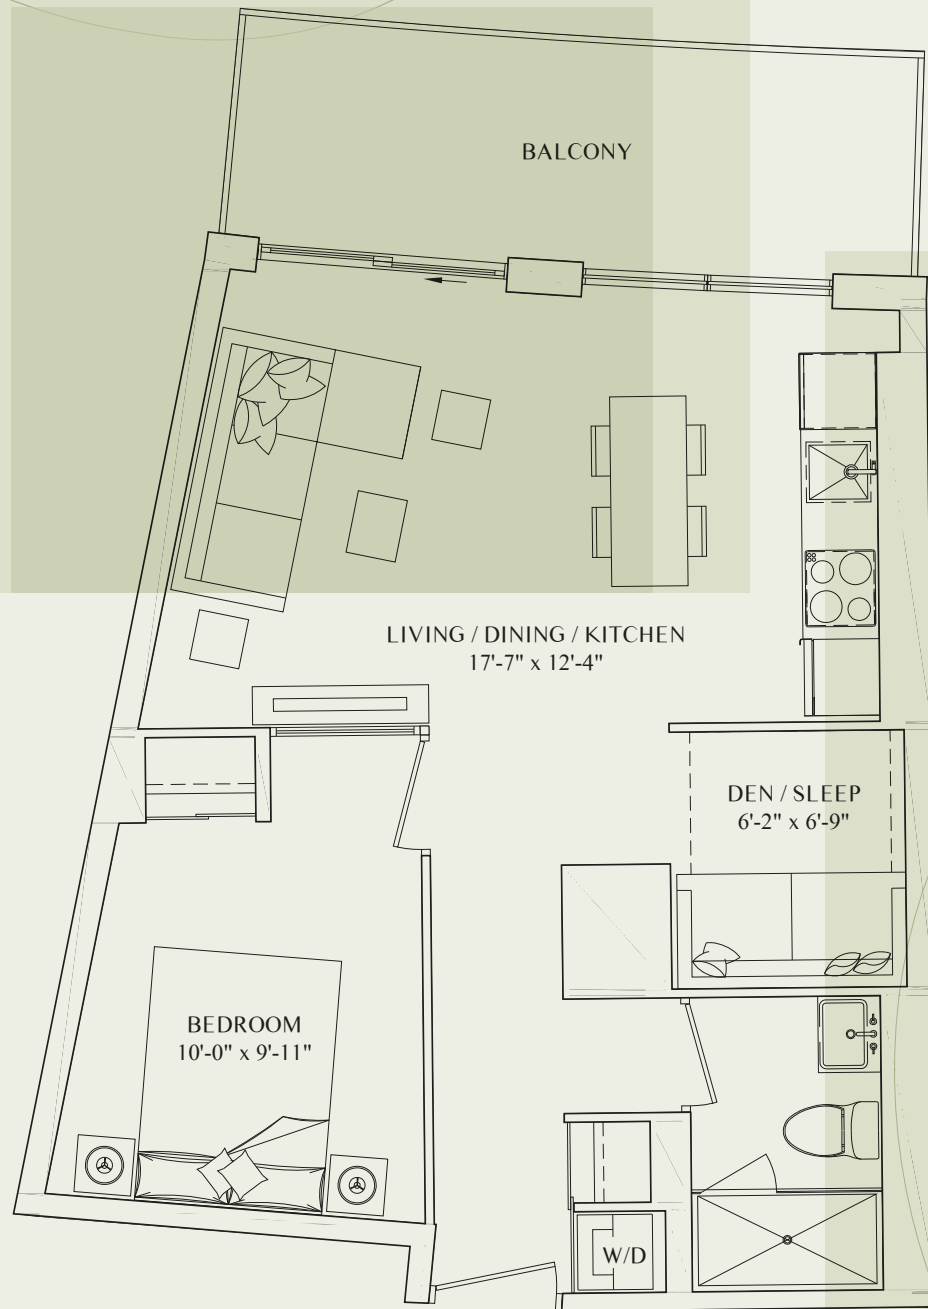 BALCONY
LIVING / DINING / KITCHEN
17'-7" x 12'-4"
DEN / SLEEP
6'-2" x 6'-9"
BEDROOM
10'-0" x 9'-11"
W/D